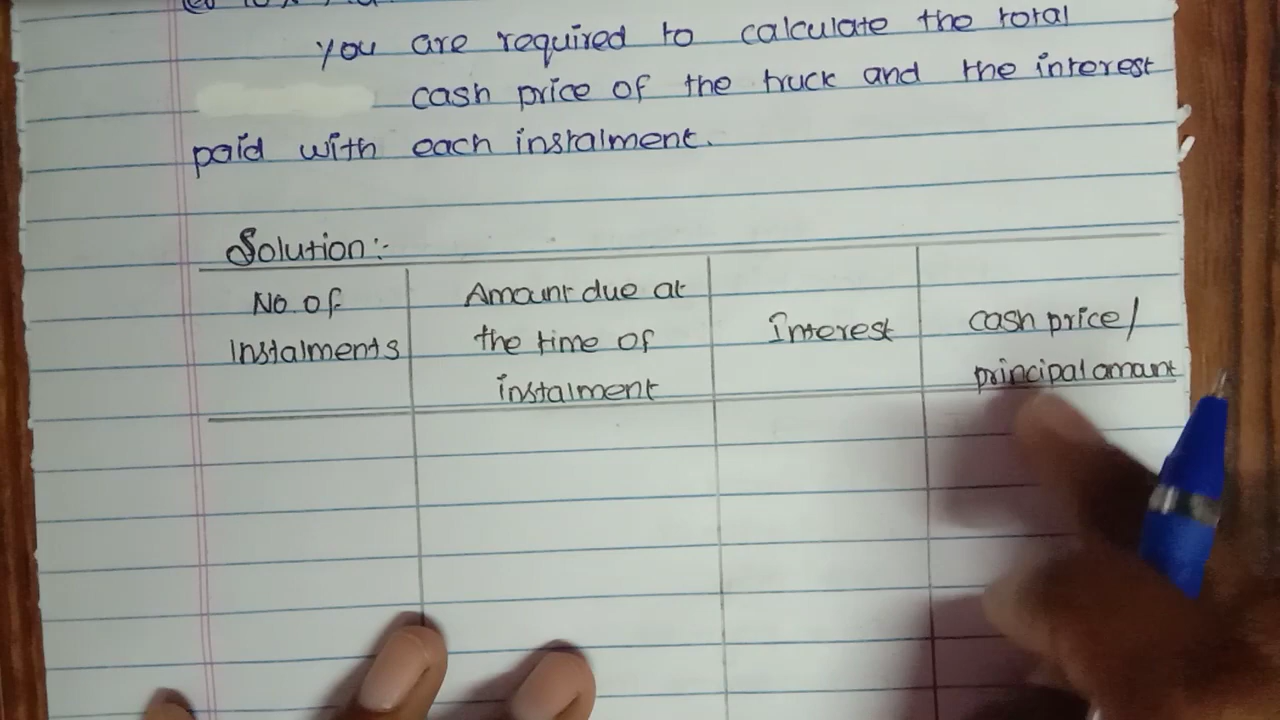 you are required to calculate the total
cash price of the truck and the interest
paid with each instalment.
Solution:-
No. of
Instalments
Amount due at
the time of
instalment
Interest
cash price/
principal amount